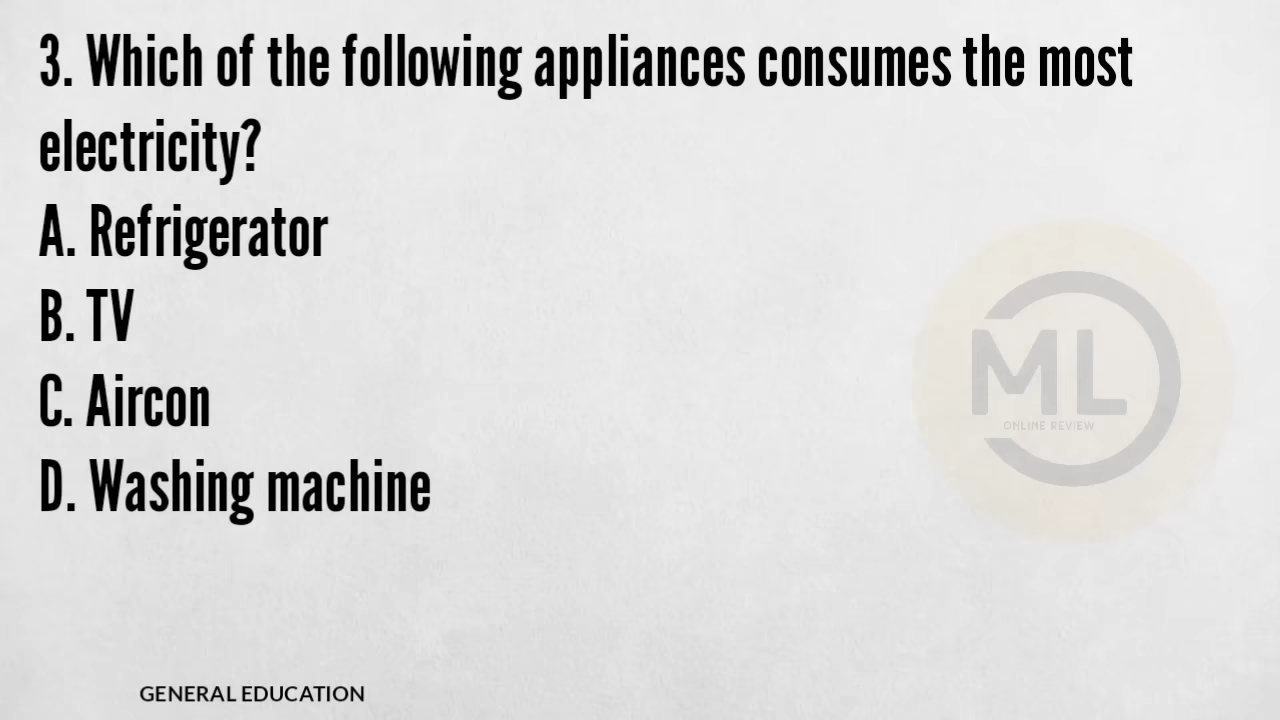 3. Which of the following appliances consumes the most
electricity?
A. Refrigerator
B. TV
C. Aircon
D. Washing machine
ML
ONLINE REVIEW
GENERAL EDUCATION